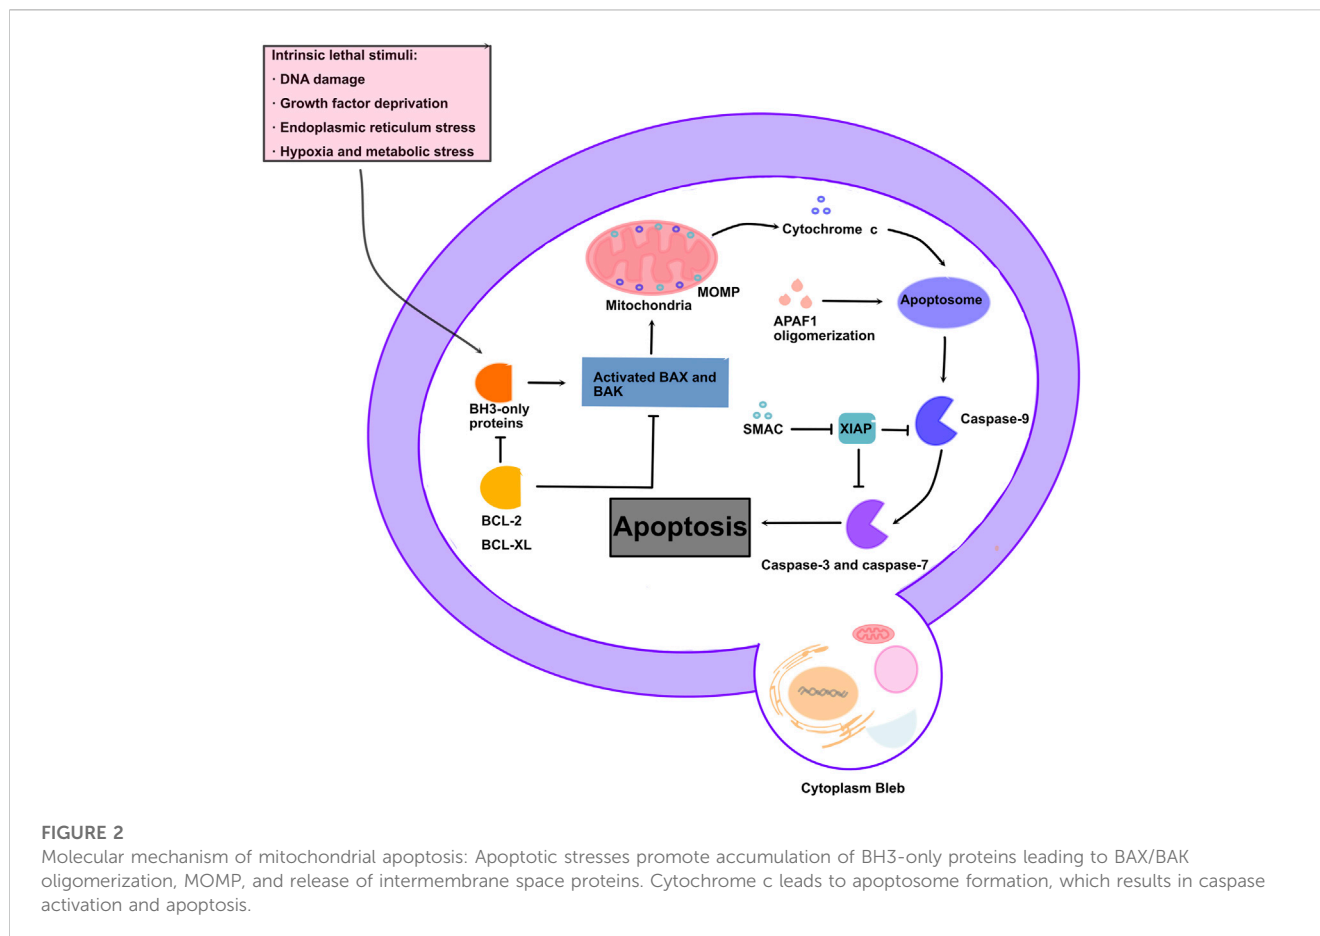 Intrinsic lethal stimuli:
· DNA damage
· Growth factor deprivation
· Endoplasmic reticulum stress
· Hypoxia and metabolic stress
Cytochrome c
MOMP
Mitochondria
Apoptosome
APAF1
oligomerization
Activated BAX and
BAK
BH3-only
proteins
SMAC
XIAP
Caspase-9
BCL-2
BCL-XL
Apoptosis
Caspase-3 and caspase-7
Cytoplasm Bleb
FIGURE 2
Molecular mechanism of mitochondrial apoptosis: Apoptotic stresses promote accumulation of BH3-only proteins leading to BAX/BAK
oligomerization, MOMP, and release of intermembrane space proteins. Cytochrome c leads to apoptosome formation, which results in caspase
activation and apoptosis.